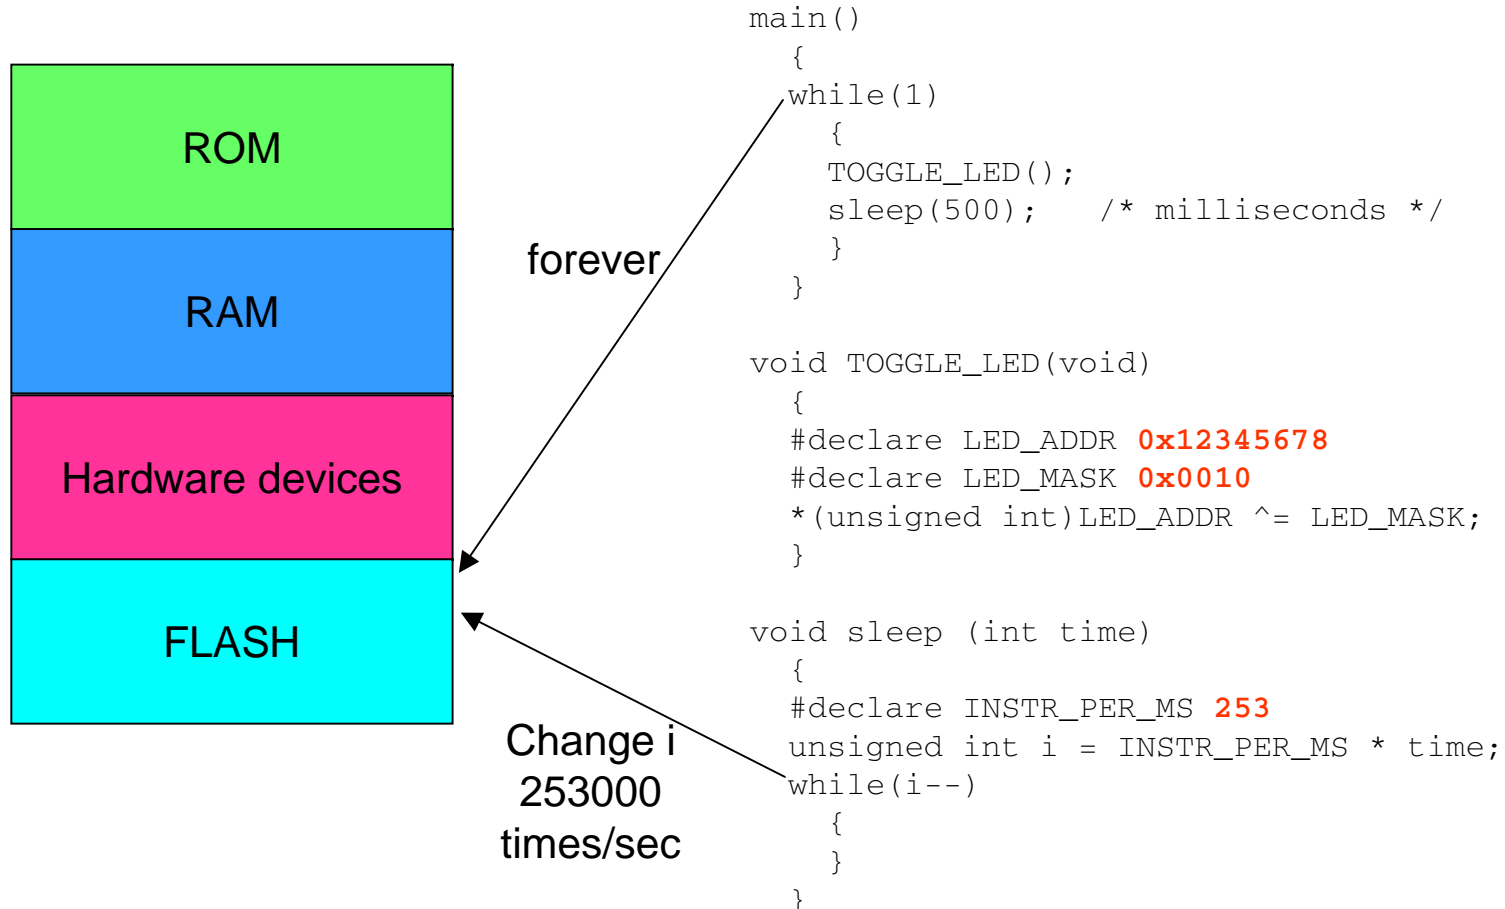 ROM
RAM
Hardware devices
FLASH
forever
Change i
253000
times/sec
main()
{
while(1)
{
TOGGLE_LED();
sleep(500);   /* milliseconds */
}
}
void TOGGLE_LED(void)
{
#declare LED_ADDR 0x12345678
#declare LED_MASK 0x0010
*(unsigned int)LED_ADDR ^= LED_MASK;
}
void sleep (int time)
{
#declare INSTR_PER_MS 253
unsigned int i = INSTR_PER_MS * time;
while(i--)
{
}
}